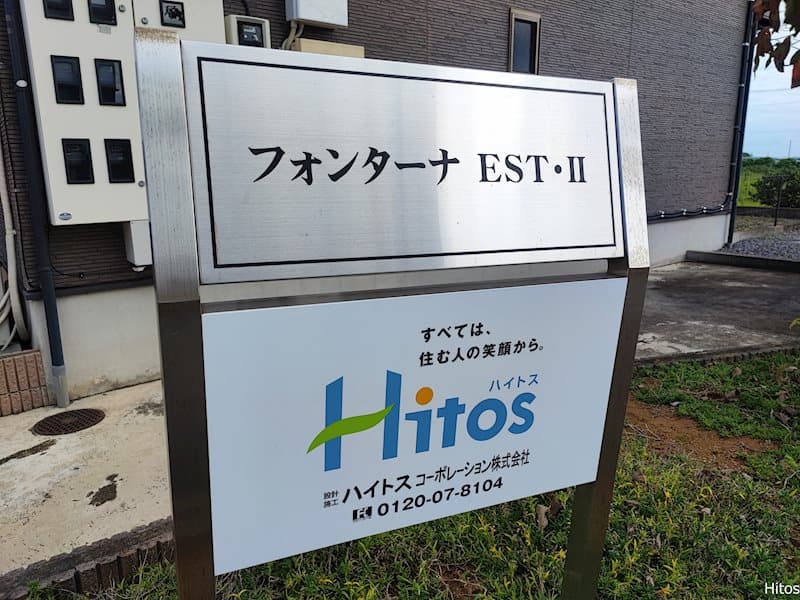 フォンターナ EST・II
すべては、
住む人の笑顔から。
ハイトス
Hitos
設計
施工 ハイトス コーポレーション株式会社
0120-07-8104
Hitos